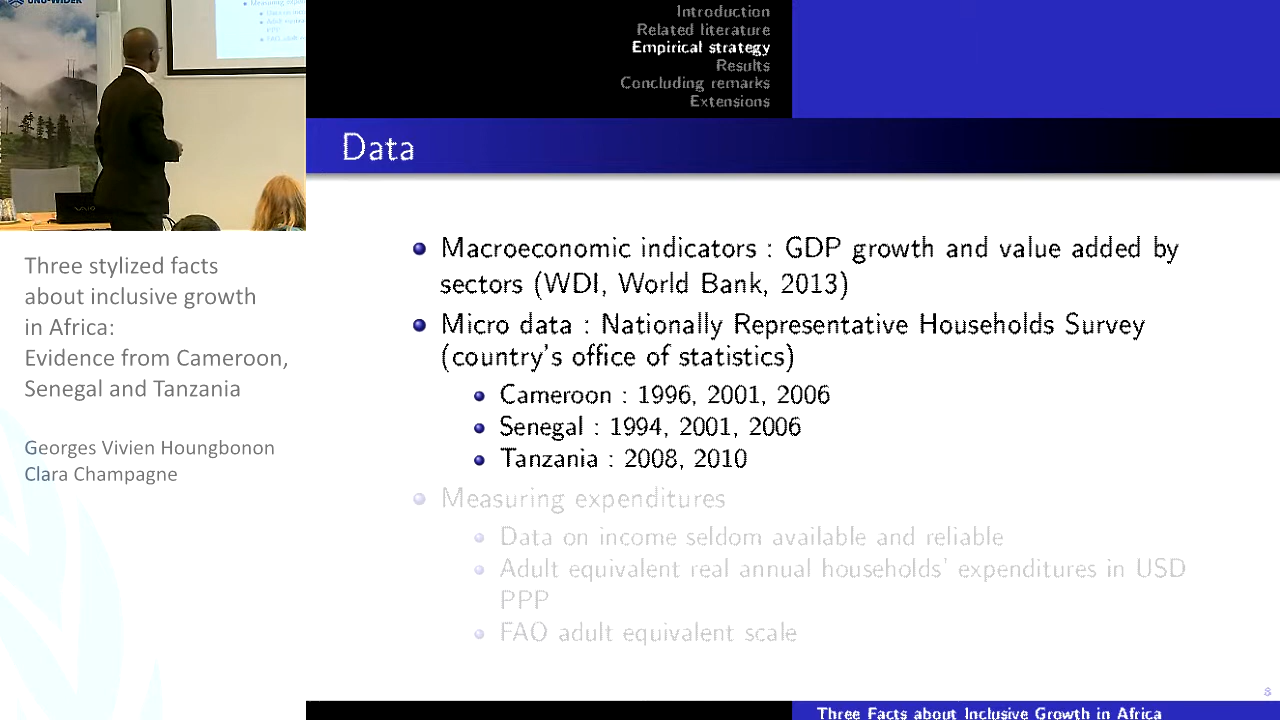 UNU-WIDER
Introduction
Related literature
Empirical strategy
Results
Concluding remarks
Extensions
Data
Three stylized facts
about inclusive growth
in Africa:
Evidence from Cameroon,
Senegal and Tanzania
Georges Vivien Houngbonon
Clara Champagne
Macroeconomic indicators : GDP growth and value added by
sectors (WDI, World Bank, 2013)
Micro data : Nationally Representative Households Survey
(country's office of statistics)
Cameroon : 1996, 2001, 2006
Senegal : 1994, 2001, 2006
Tanzania : 2008, 2010
Measuring expenditures
Data on income seldom available and reliable
Adult equivalent real annual households' expenditures in USD
PPP
FAO adult equivalent scale
8
Three Facts about Inclusive Growth in Africa